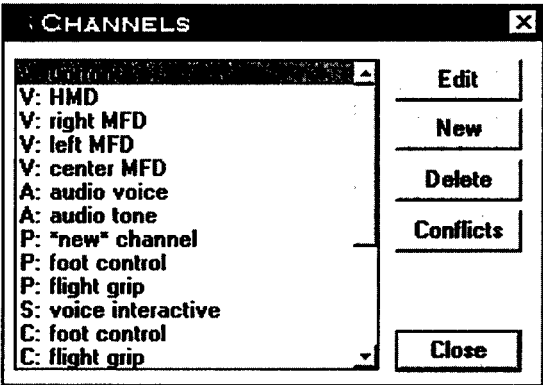 CHANNELS
V: HMD
V: right MFD
V: left MFD
V: center MFD
A: audio voice
A: audio tone
P: *new* channel
P: foot control
P: flight grip
S: voice interactive
C: foot control
C: flight grip
Edit
New
Delete
Conflicts
Close